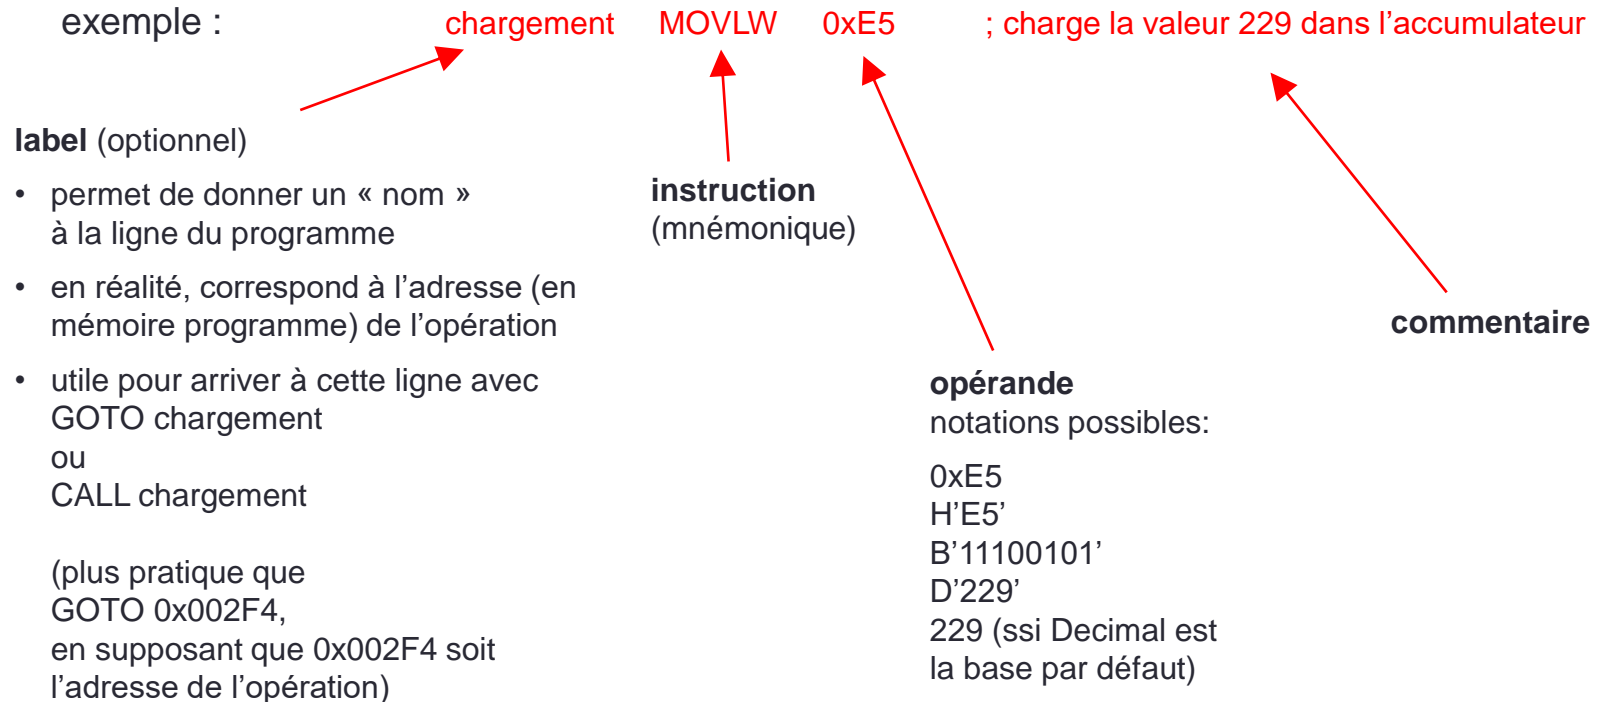 exemple : chargement MOVLW 0xE5 ; charge la valeur 229 dans l’accumulateur
label (optionnel)
• permet de donner un « nom »
à la ligne du programme
• en réalité, correspond à l’adresse (en
mémoire programme) de l’opération
• utile pour arriver à cette ligne avec
GOTO chargement
ou
CALL chargement
(plus pratique que
GOTO 0x002F4,
en supposant que 0x002F4 soit
l’adresse de l’opération)
instruction
(mnémonique)
opérande
notations possibles:
0xE5
H’E5’
B’11100101’
D’229’
229 (ssi Decimal est
la base par défaut)
commentaire